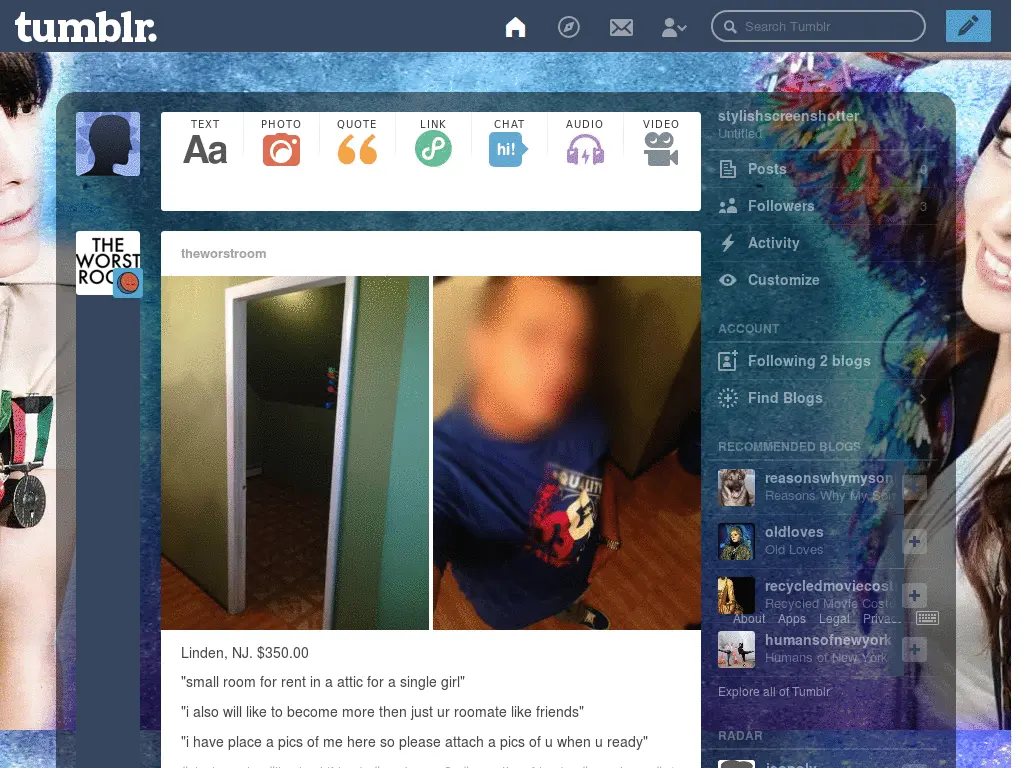 tumblr.
Search Tumblr
TEXT
PHOTO
QUOTE
LINK
CHAT
AUDIO
VIDEO
Aa
hi!
stylishscreenshotter
Untitled
Posts
Followers 3
Activity
Customize
THE
WORST
theworstroom
ACCOUNT
Following 2 blogs
Find Blogs
RECOMMENDED BLOGS
reasonswhymyson
Reasons Why My Son
oldloves
Old Loves
recycledmoviecost
Recycled Movie Costu
About Apps Legal Privacy
humansofnewyork
Humans of New York
Explore all of Tumblr
RADAR
Linden, NJ. $350.00
"small room for rent in a attic for a single girl"
"i also will like to become more then just ur roomate like friends"
"i have place a pics of me here so please attach a pics of u when u ready"